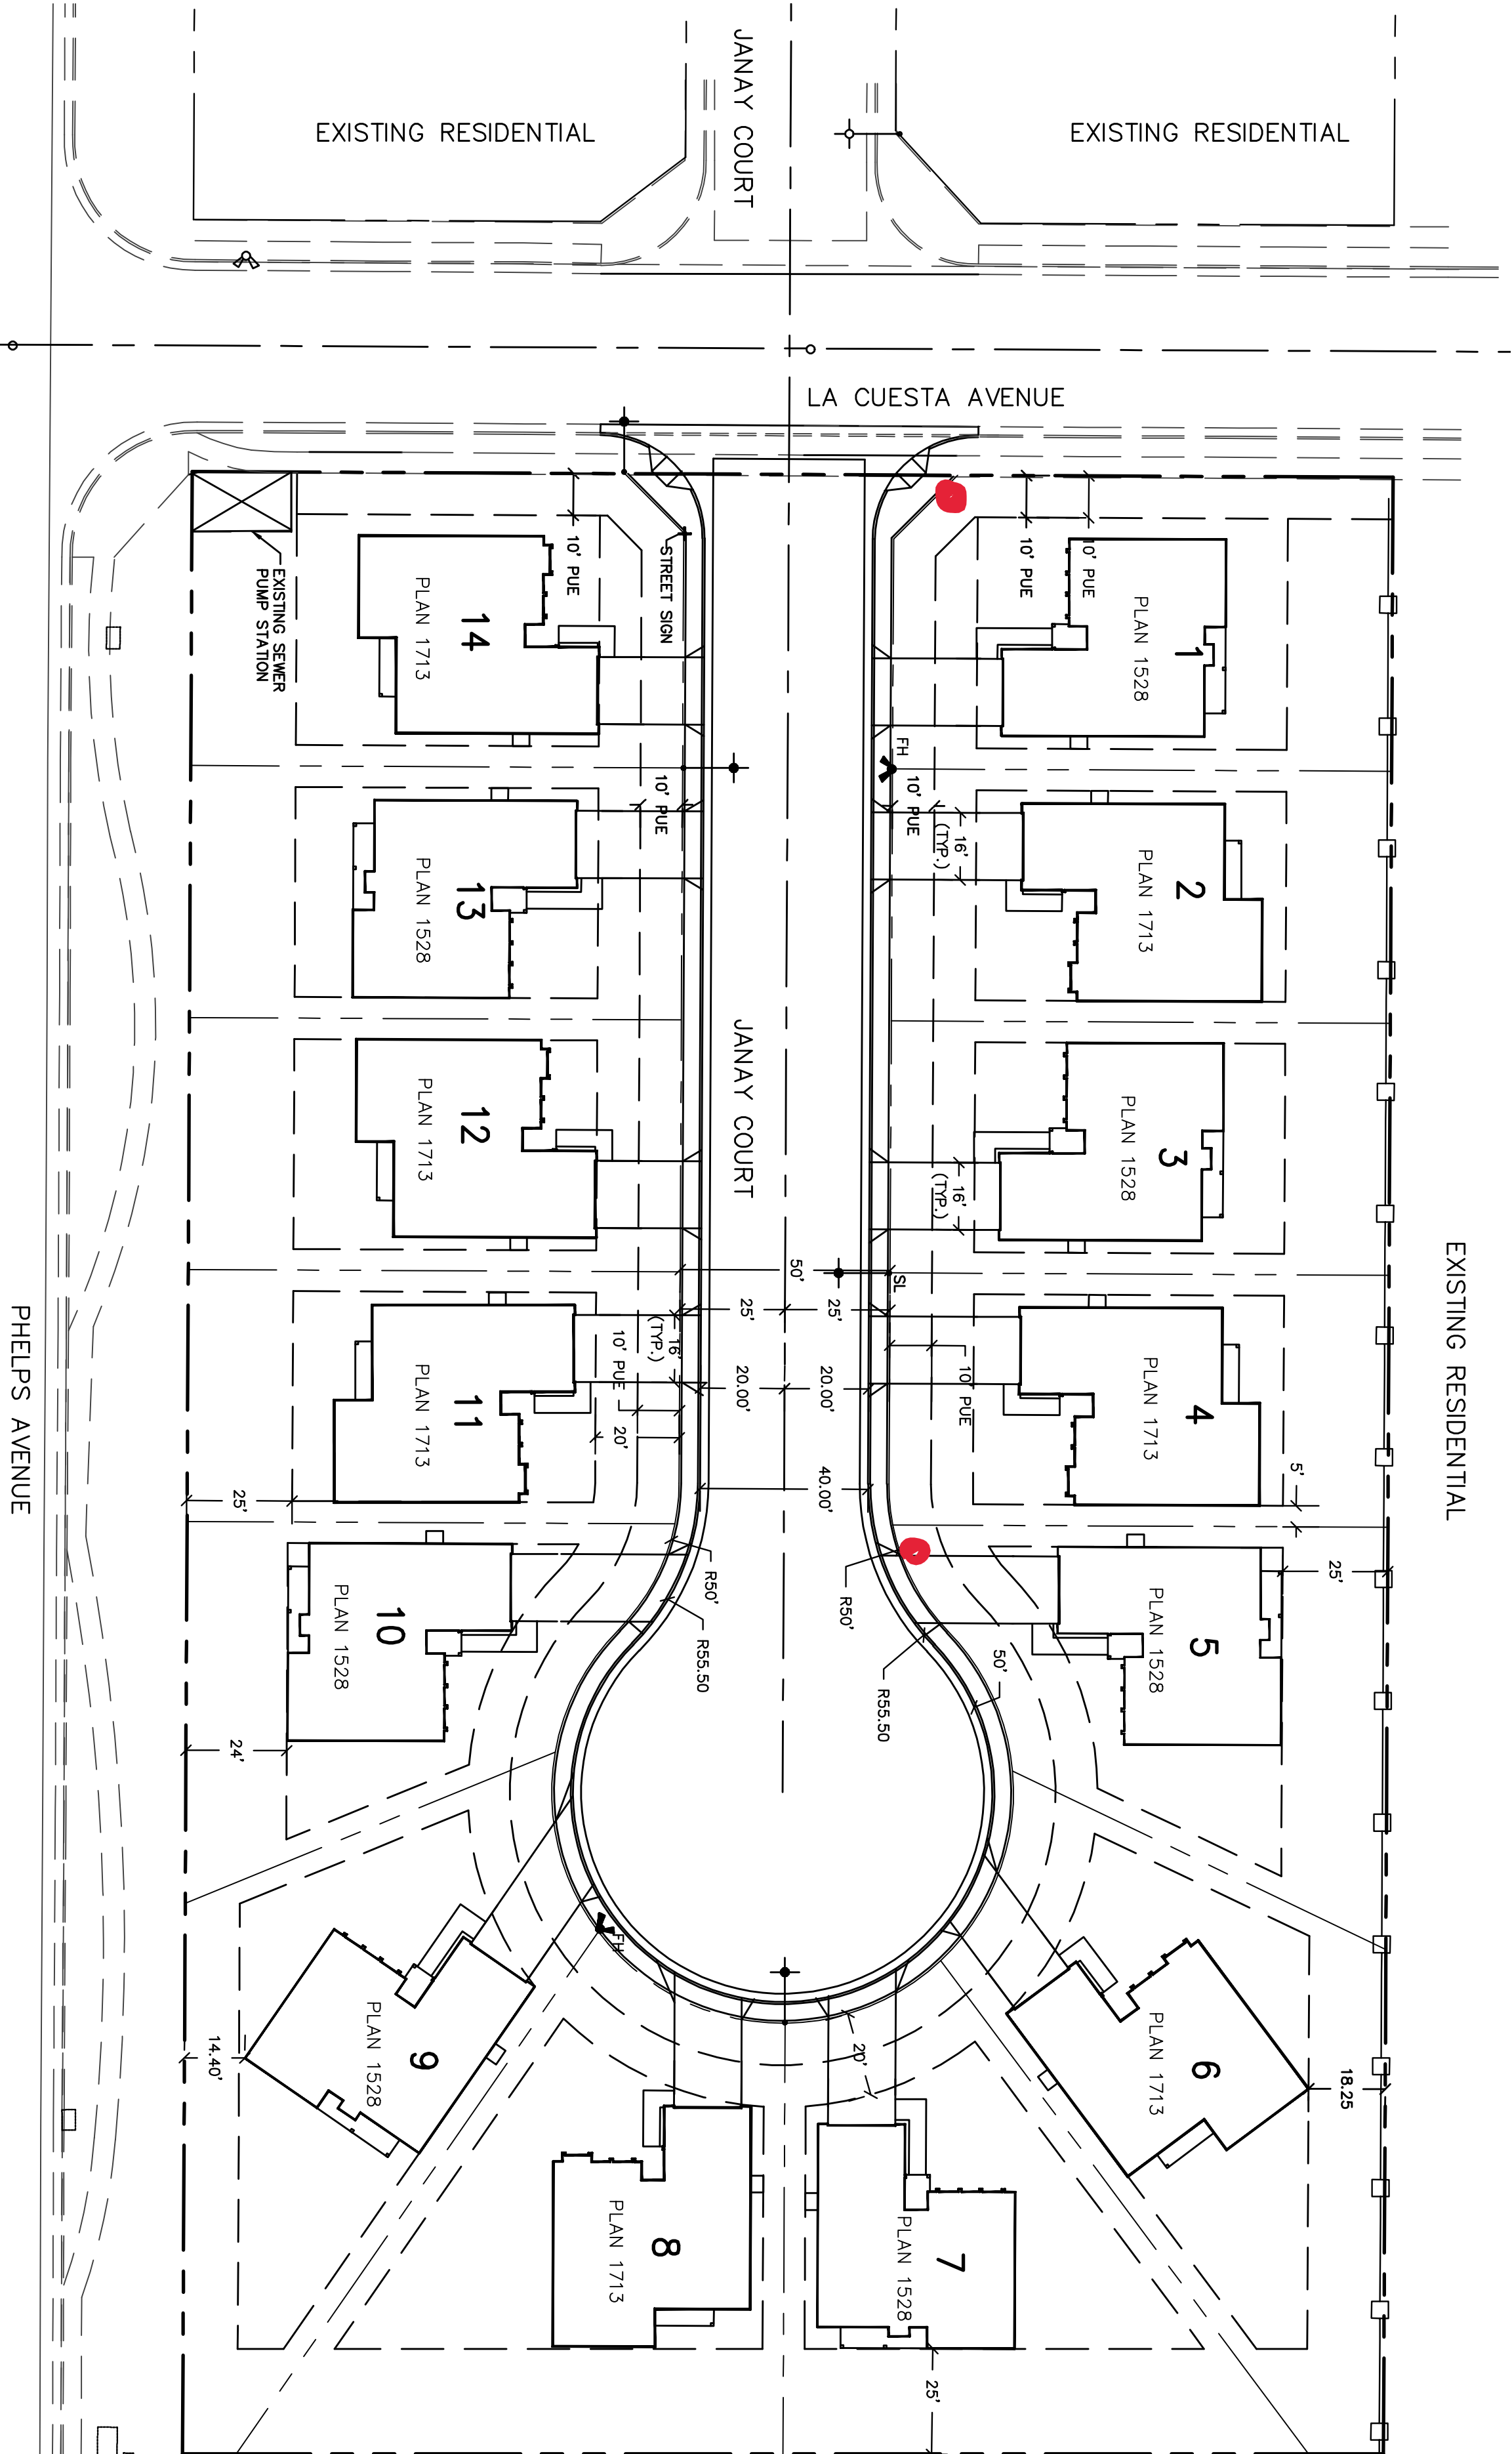 JANAY COURT
EXISTING RESIDENTIAL
EXISTING RESIDENTIAL
LA CUESTA AVENUE
10' PUE
STREET SIGN
10' PUE
10' PUE
EXISTING SEWER
PUMP STATION
14
PLAN 1713
1
PLAN 1528
FH
10' PUE
10' PUE
16'
(TYP.)
13
PLAN 1528
2
PLAN 1713
JANAY COURT
12
PLAN 1713
3
PLAN 1528
16'
(TYP.)
50'
SL
25'
25'
16'
(TYP.)
10' PUE
20'
20.00'
20.00'
10' PUE
11
PLAN 1713
4
PLAN 1713
5'
40.00'
25'
25'
EXISTING RESIDENTIAL
PHELPS AVENUE
R50'
R50'
R55.50
R55.50
50'
10
PLAN 1528
5
PLAN 1528
24'
FH
9
PLAN 1528
14.40'
6
PLAN 1713
18.25
20'
8
PLAN 1713
7
PLAN 1528
25'